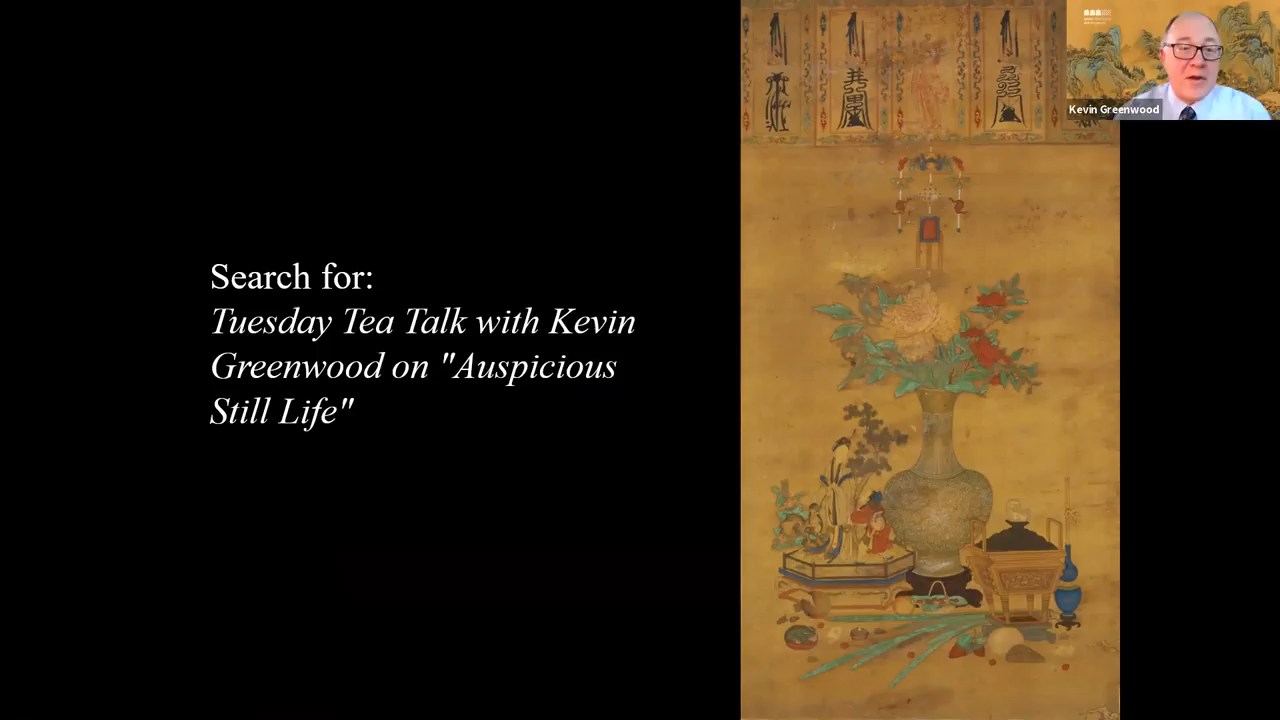 Search for:
Tuesday Tea Talk with Kevin
Greenwood on "Auspicious
Still Life"
Kevin Greenwood